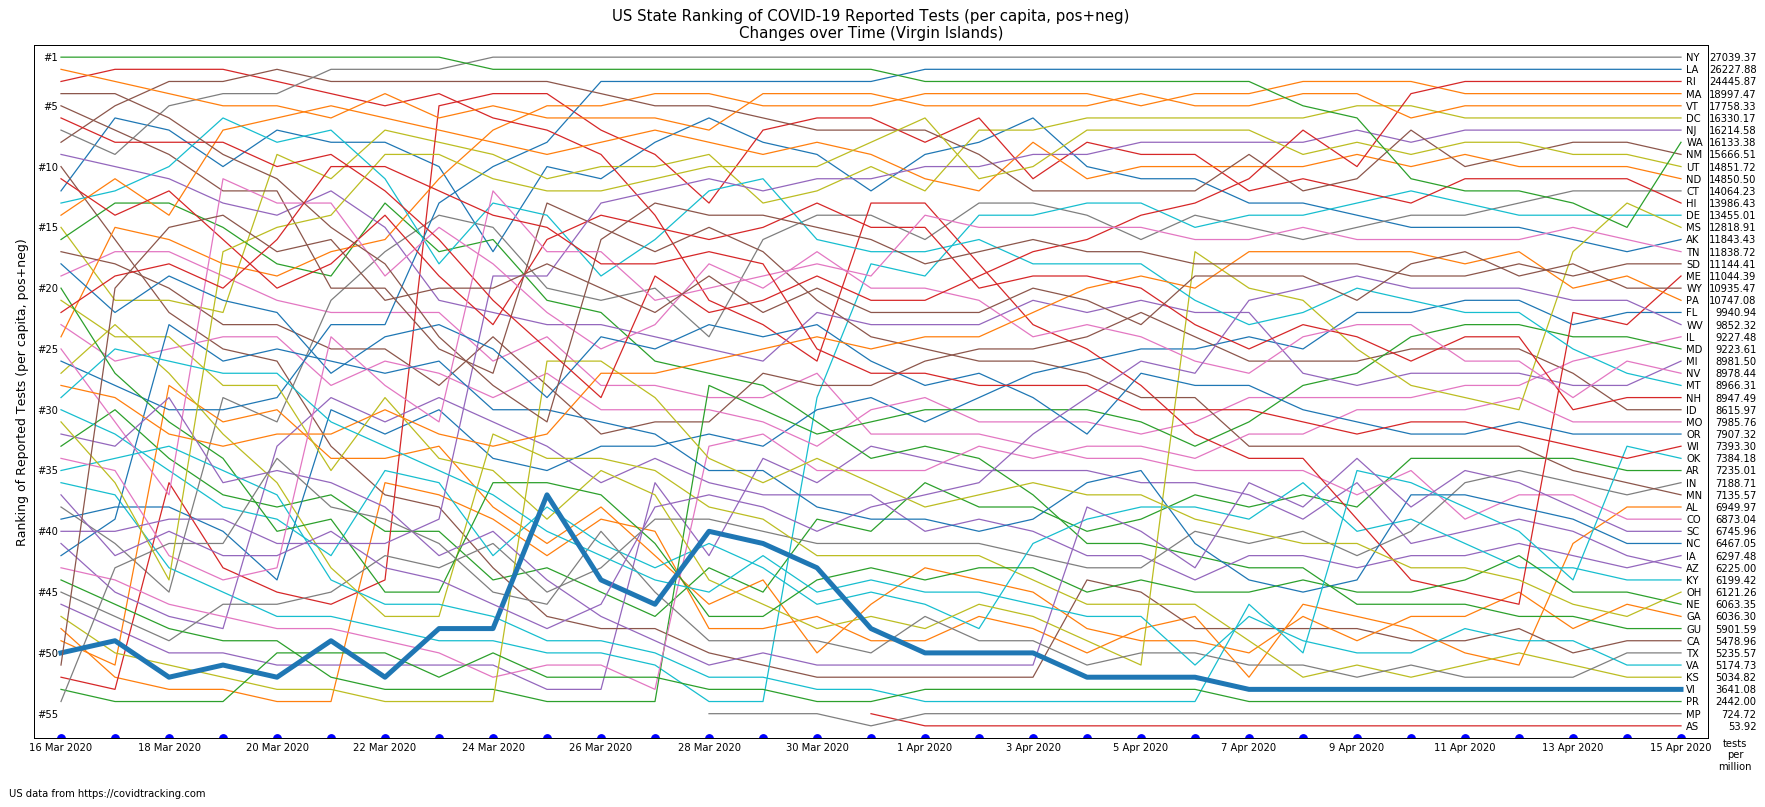 US State Ranking of COVID-19 Reported Tests (per capita, pos+neg)
Changes over Time (Virgin Islands)
Ranking of Reported Tests (per capita, pos+neg)
#1
#5
#10
#15
#20
#25
#30
#35
#40
#45
#50
#55
NY 27039.37
LA 26227.88
RI 24445.87
MA 18997.47
VT 17758.33
DC 16330.17
NJ 16214.58
WA 16133.38
NM 15666.51
UT 14851.72
ND 14850.50
CT 14064.23
HI 13986.43
DE 13455.01
MS 12818.91
AK 11843.43
TN 11838.72
SD 11144.41
ME 11044.39
WY 10935.47
PA 10747.08
FL 9940.94
WV 9852.32
IL 9227.48
MD 9223.61
MI 8981.50
NV 8978.44
MT 8966.31
NH 8947.49
ID 8615.97
MO 7985.76
OR 7907.32
WI 7393.30
OK 7384.18
AR 7235.01
IN 7188.71
MN 7135.57
AL 6949.97
CO 6873.04
SC 6745.96
NC 6467.05
IA 6297.48
AZ 6225.00
KY 6199.42
OH 6121.26
NE 6063.35
GA 6036.30
GU 5901.59
CA 5478.96
TX 5235.57
VA 5174.73
KS 5034.82
VI 3641.08
PR 2442.00
MP 724.72
AS 53.92
16 Mar 2020 18 Mar 2020 20 Mar 2020 22 Mar 2020 24 Mar 2020 26 Mar 2020 28 Mar 2020 30 Mar 2020 1 Apr 2020 3 Apr 2020 5 Apr 2020 7 Apr 2020 9 Apr 2020 11 Apr 2020 13 Apr 2020 15 Apr 2020
tests
per
million
US data from https://covidtracking.com